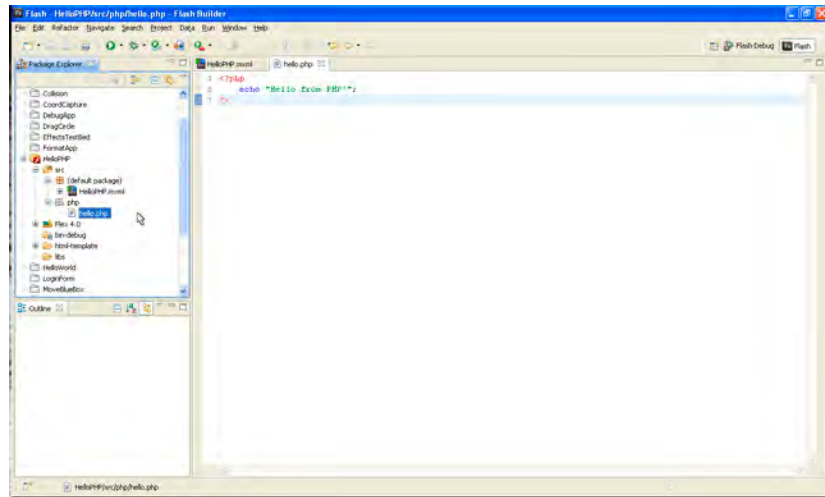 Flash - HelloPHP/src/php/hello.php - Flash Builder
File Edit Refactor Navigate Search Project Data Run Window Help
Flash Debug Flash
Package Explorer
HelloPHP.mxml hello.php
Collision
CoordCapture
DebugApp
DragCircle
EffectsTestBed
FormatApp
HelloPHP
src
(default package)
HelloPHP.mxml
php
hello.php
Flex 4.0
bin-debug
html-template
libs
HelloWorld
LoginForm
MoveBlueBox
1 <?php
2 echo "Hello from PHP!";
3 ?>
Outline
HelloPHP/src/php/hello.php